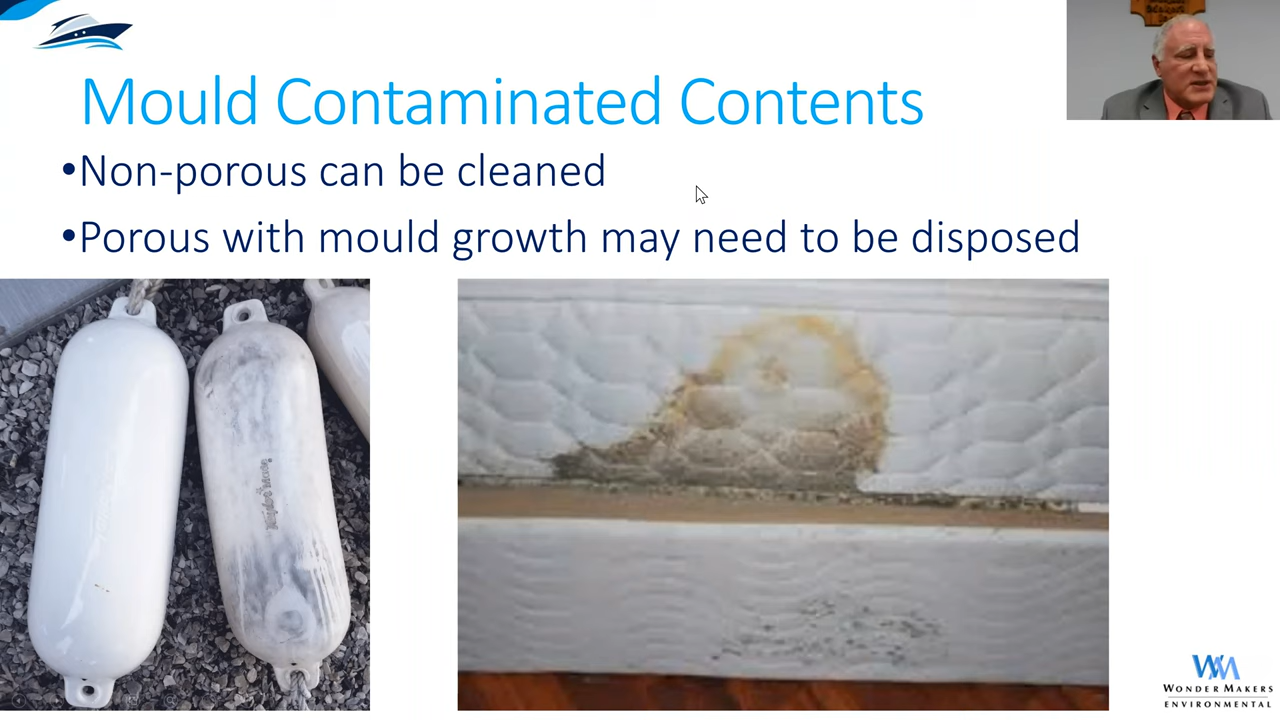 Mould Contaminated Contents
•Non-porous can be cleaned
•Porous with mould growth may need to be disposed
WM
WONDER MAKERS
ENVIRONMENTAL